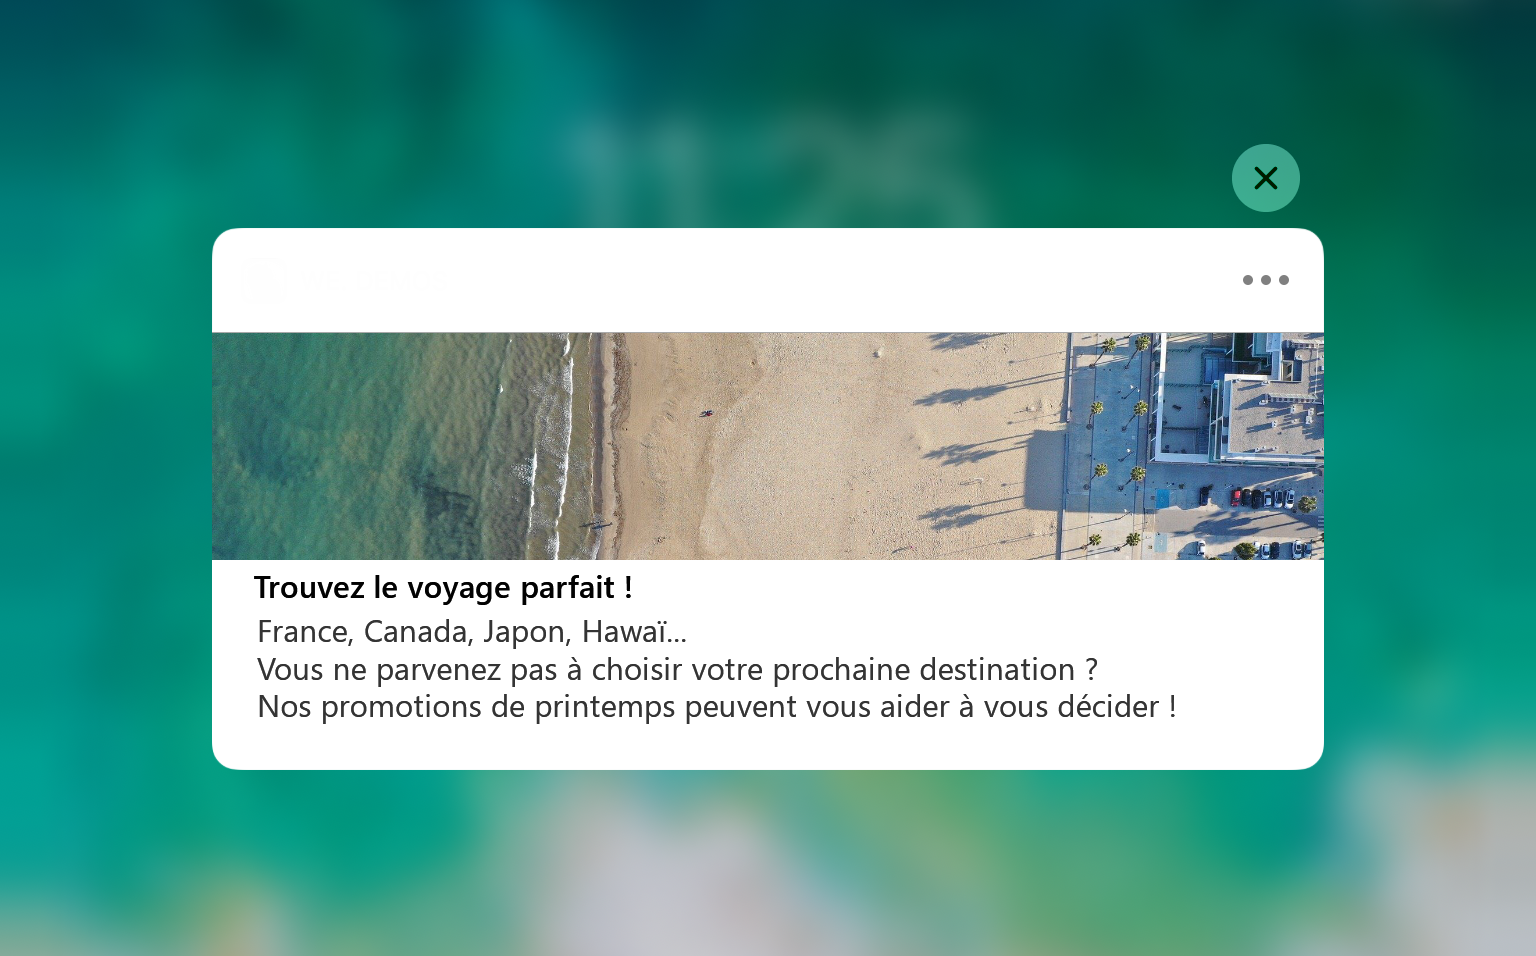 Trouvez le voyage parfait !
France, Canada, Japon, Hawaï...
Vous ne parvenez pas à choisir votre prochaine destination ?
Nos promotions de printemps peuvent vous aider à vous décider !